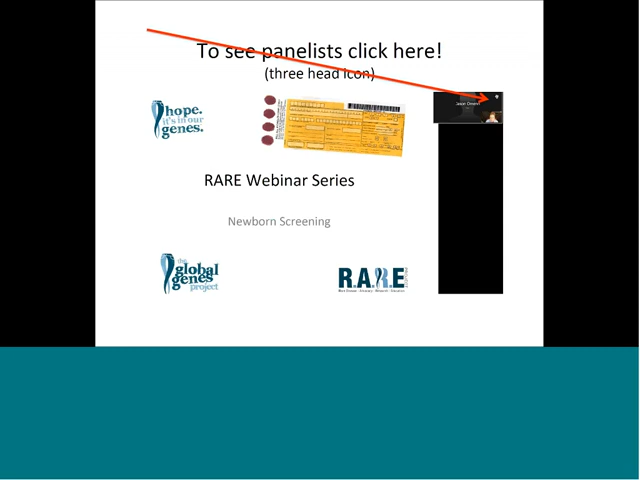 To see panelists click here!
(three head icon)
hope.
it's in our
genes.
RARE Webinar Series
Newborn Screening
the
global
genes
project
R.A.R.E